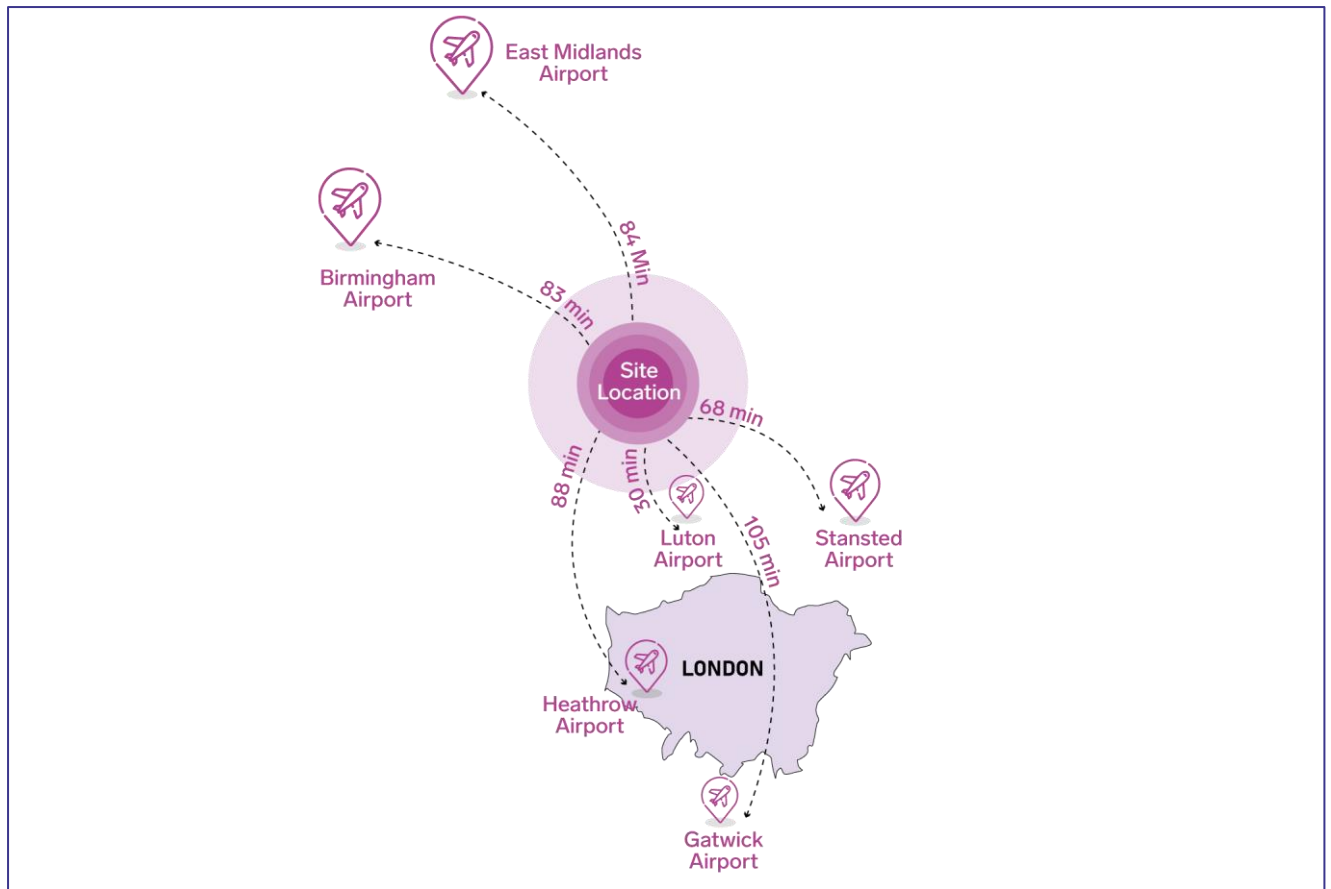 East Midlands
Airport
84 Min
Birmingham
Airport
83 min
Site
Location
68 min
88 min
30 min
105 min
Luton
Airport
Stansted
Airport
LONDON
Heathrow
Airport
Gatwick
Airport